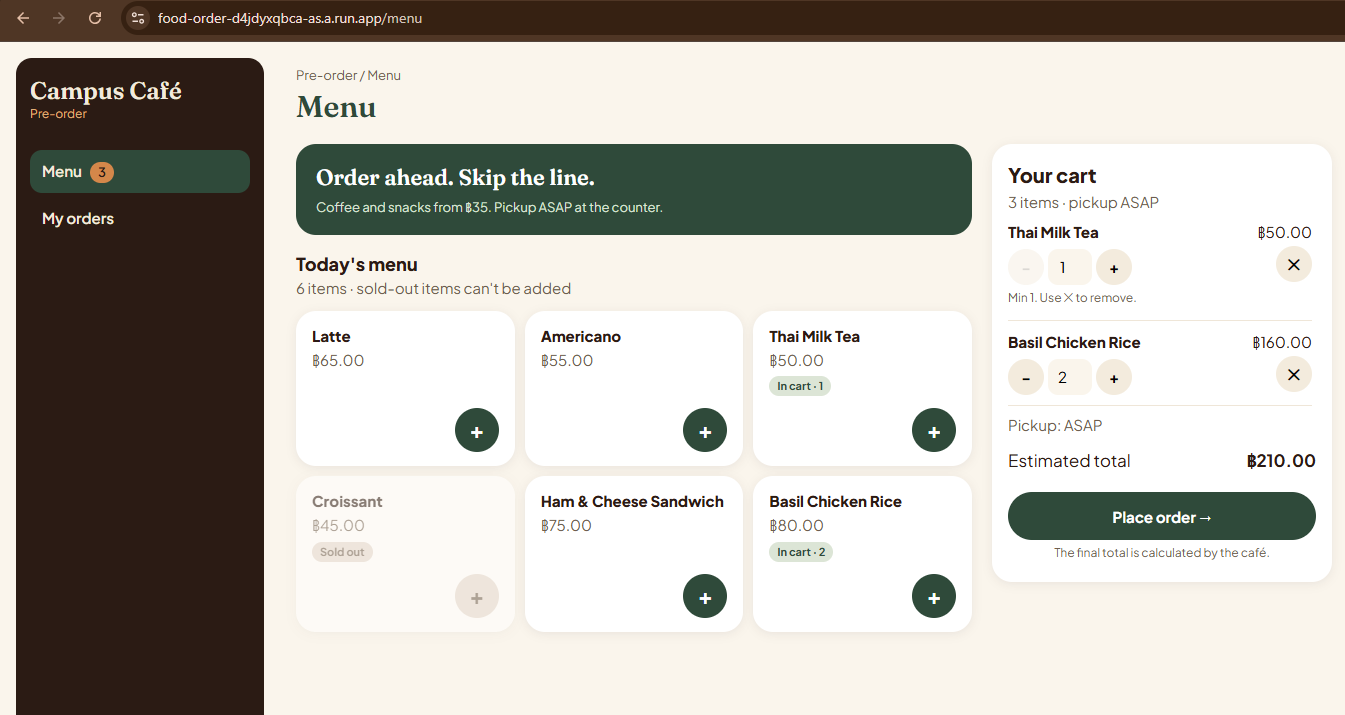 food-order-d4jdyxqbca-as.a.run.app/menu
Campus Café
Pre-order
Menu 3
My orders
Pre-order / Menu
Menu
Order ahead. Skip the line.
Coffee and snacks from ฿35. Pickup ASAP at the counter.
Today's menu
6 items · sold-out items can't be added
Latte
฿65.00
+
Americano
฿55.00
+
Thai Milk Tea
฿50.00
In cart · 1
+
Croissant
฿45.00
Sold out
+
Ham & Cheese Sandwich
฿75.00
+
Basil Chicken Rice
฿80.00
In cart · 2
+
Your cart
3 items · pickup ASAP
Thai Milk Tea ฿50.00
− 1 + ×
Min 1. Use × to remove.
Basil Chicken Rice ฿160.00
− 2 + ×
Pickup: ASAP
Estimated total ฿210.00
Place order →
The final total is calculated by the café.